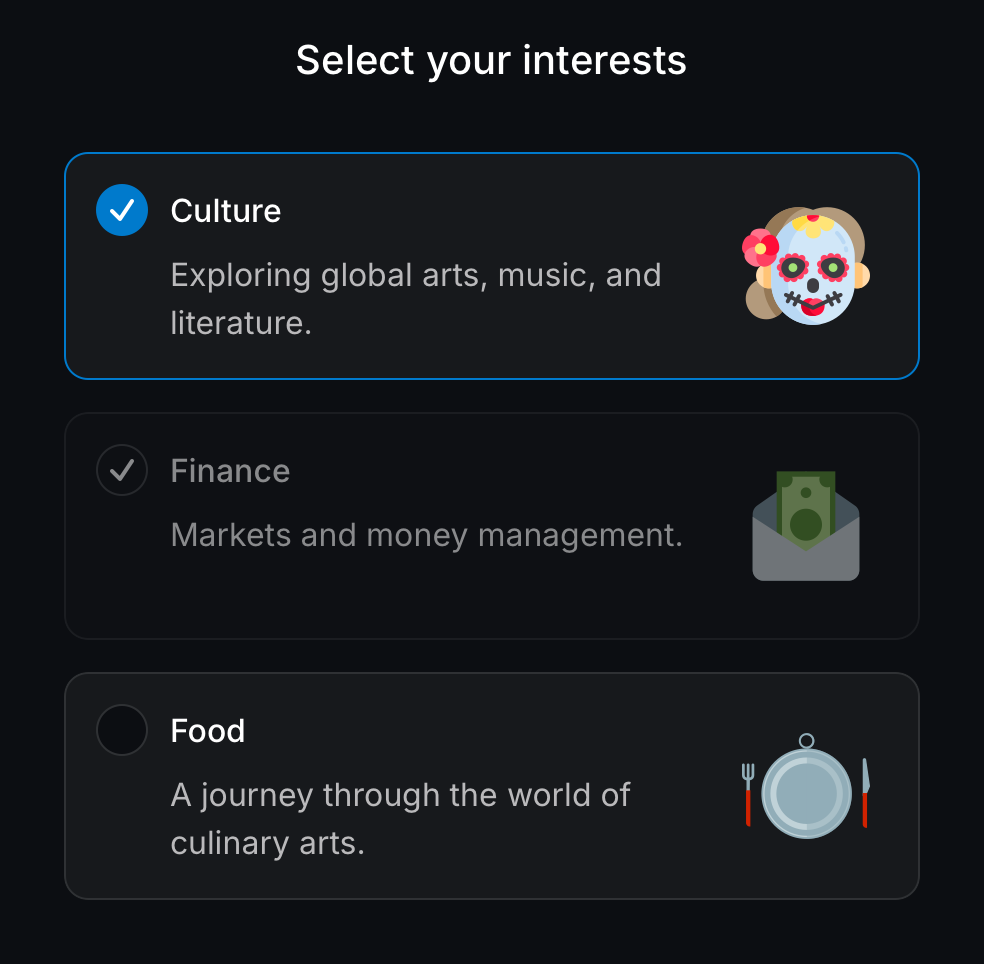 Select your interests
Culture
Exploring global arts, music, and
literature.
Finance
Markets and money management.
Food
A journey through the world of
culinary arts.